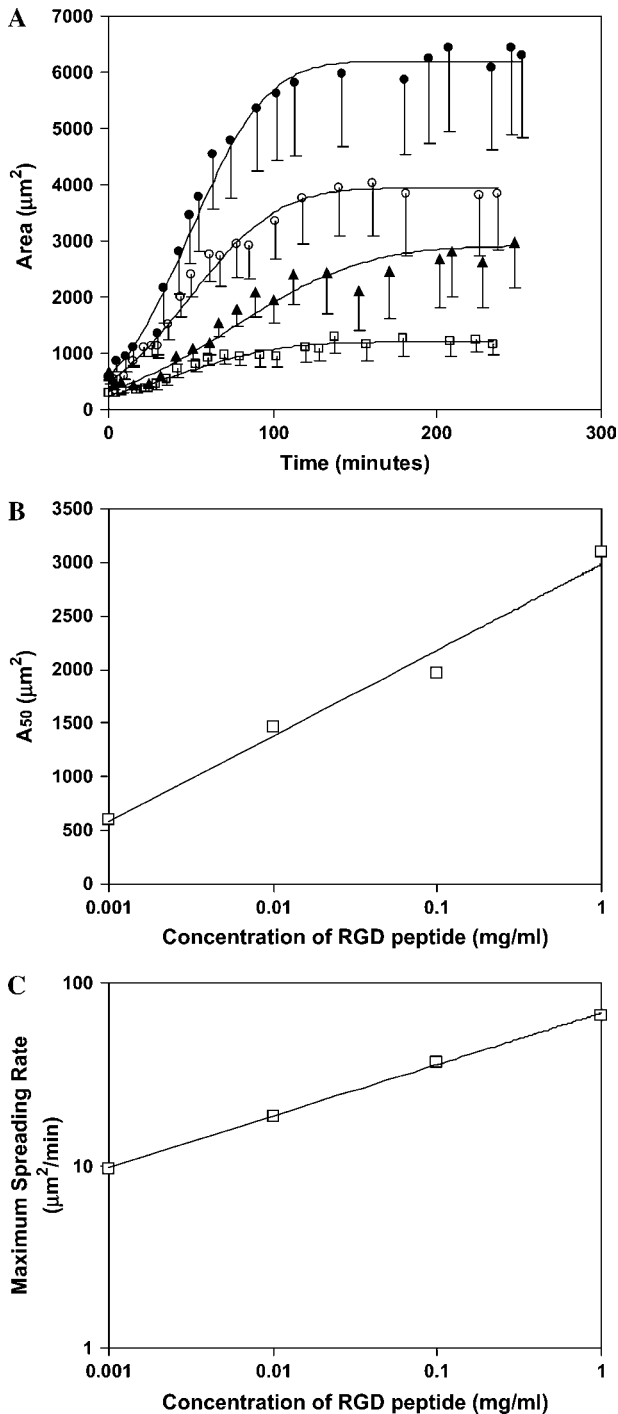 A
7000
6000
5000
4000
3000
2000
1000
0
Area (μm²)
0 100 200 300
Time (minutes)
B
3500
3000
2500
2000
1500
1000
500
0
A50 (μm²)
0.001 0.01 0.1 1
Concentration of RGD peptide (mg/ml)
C
100
10
1
Maximum Spreading Rate
(μm²/min)
0.001 0.01 0.1 1
Concentration of RGD peptide (mg/ml)